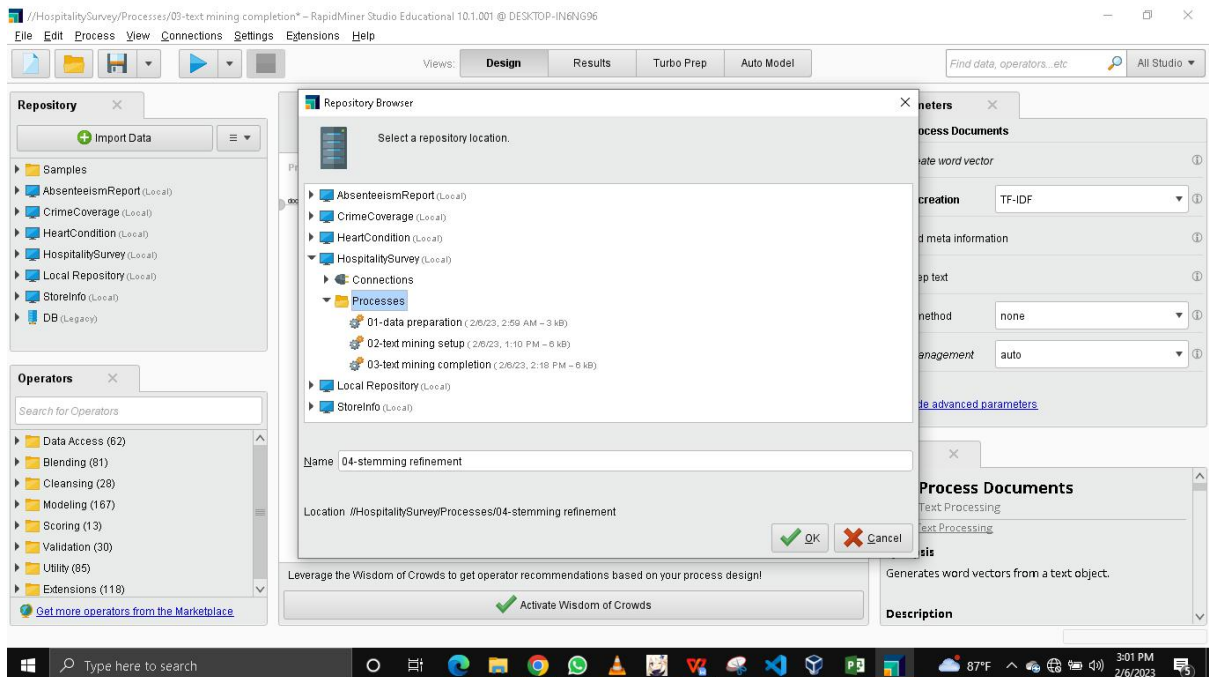 //HospitalitySurvey/Processes/03-text mining completion* – RapidMiner Studio Educational 10.1.001 @ DESKTOP-IN6NG96
File Edit Process View Connections Settings Extensions Help
Views: Design Results Turbo Prep Auto Model
Find data, operators...etc
All Studio
Repository
Import Data
Samples
AbsenteeismReport (Local)
CrimeCoverage (Local)
HeartCondition (Local)
HospitalitySurvey (Local)
Local Repository (Local)
StoreInfo (Local)
DB (Legacy)
Operators
Search for Operators
Data Access (62)
Blending (81)
Cleansing (28)
Modeling (167)
Scoring (13)
Validation (30)
Utility (85)
Extensions (118)
Get more operators from the Marketplace
Pr
Repository Browser
Select a repository location.
AbsenteeismReport (Local)
CrimeCoverage (Local)
HeartCondition (Local)
HospitalitySurvey (Local)
Connections
Processes
01-data preparation (2/6/23, 2:59 AM – 3 kB)
02-text mining setup (2/6/23, 1:10 PM – 6 kB)
03-text mining completion (2/6/23, 2:18 PM – 6 kB)
Local Repository (Local)
StoreInfo (Local)
Name 04-stemming refinement
Location //HospitalitySurvey/Processes/04-stemming refinement
OK Cancel
Leverage the Wisdom of Crowds to get operator recommendations based on your process design!
Activate Wisdom of Crowds
meters
ocess Documents
ate word vector
creation TF-IDF
d meta information
ep text
method none
anagement auto
de advanced parameters
Process Documents
Text Processing
ext Processing
sis
Generates word vectors from a text object.
Description
Type here to search
87°F
3:01 PM
2/6/2023